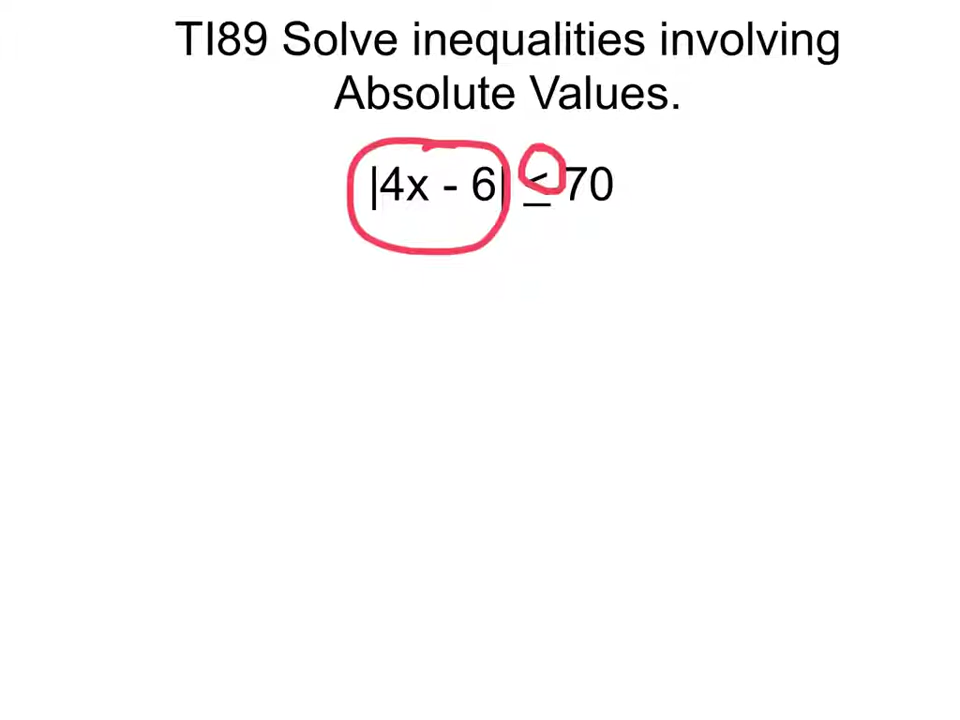 TI89 Solve inequalities involving
Absolute Values.
|4x - 6| ≤ 70